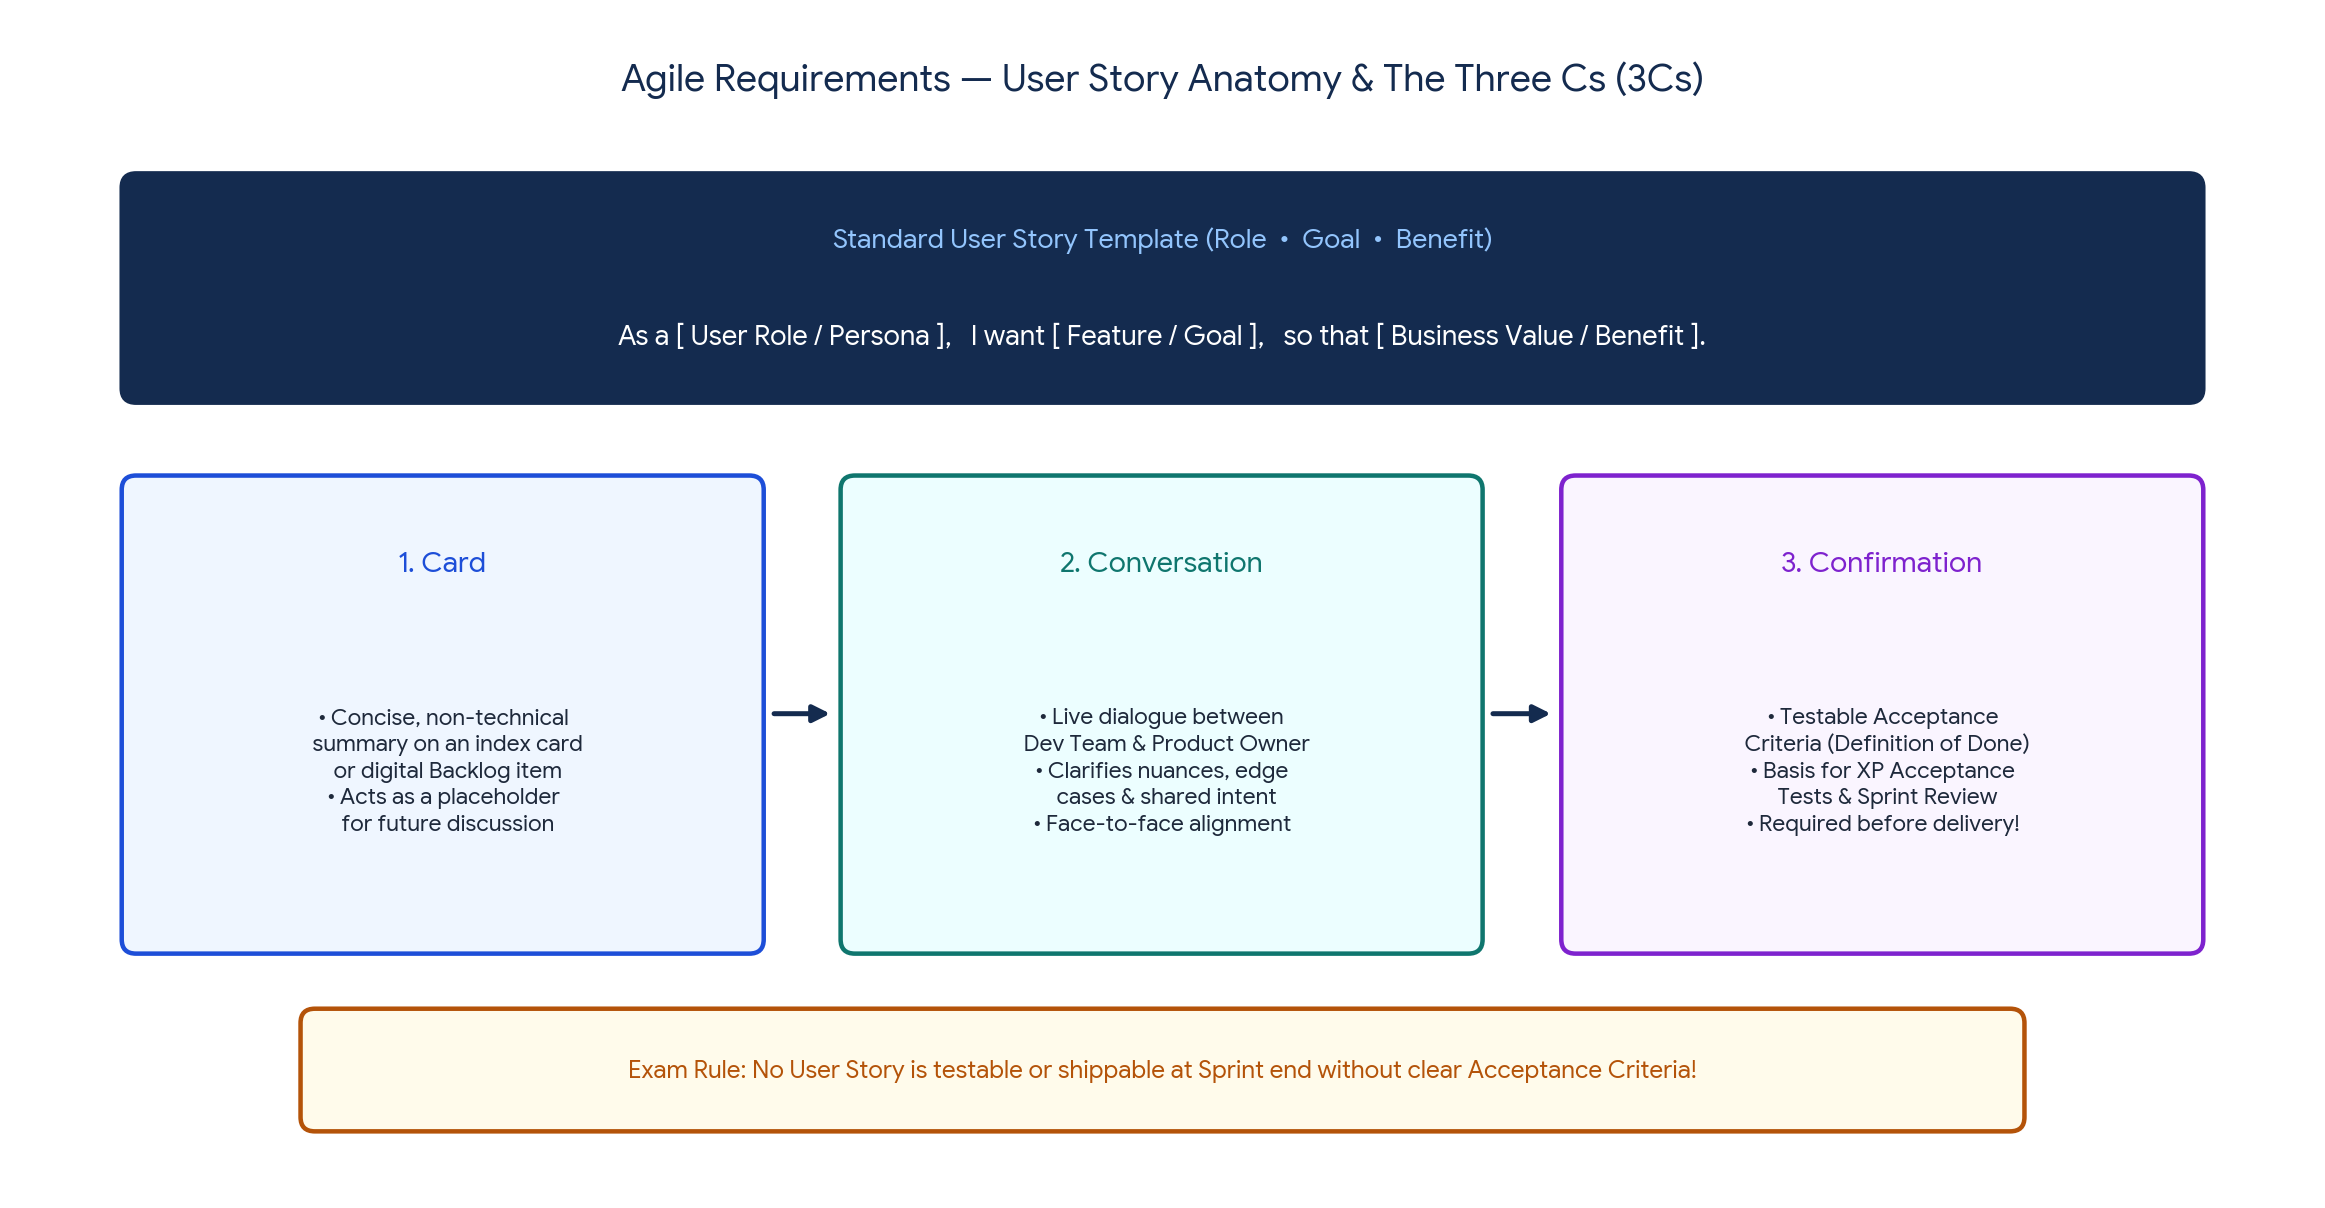 Agile Requirements — User Story Anatomy & The Three Cs (3Cs)
Standard User Story Template (Role • Goal • Benefit)
As a [ User Role / Persona ], I want [ Feature / Goal ], so that [ Business Value / Benefit ].
1. Card
• Concise, non-technical
summary on an index card
or digital Backlog item
• Acts as a placeholder
for future discussion
2. Conversation
• Live dialogue between
Dev Team & Product Owner
• Clarifies nuances, edge
cases & shared intent
• Face-to-face alignment
3. Confirmation
• Testable Acceptance
Criteria (Definition of Done)
• Basis for XP Acceptance
Tests & Sprint Review
• Required before delivery!
Exam Rule: No User Story is testable or shippable at Sprint end without clear Acceptance Criteria!